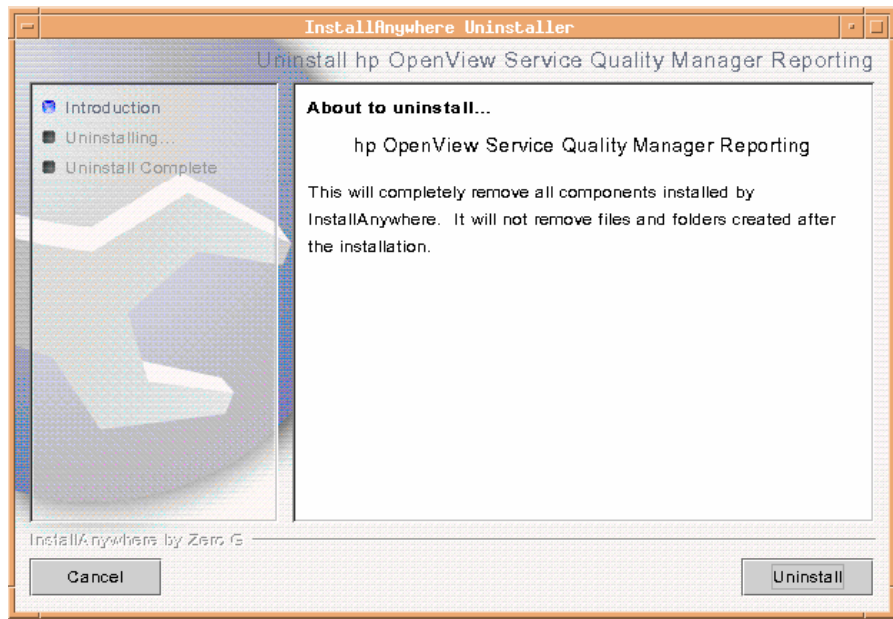 InstallAnywhere Uninstaller
Uninstall hp OpenView Service Quality Manager Reporting
Introduction
Uninstalling...
Uninstall Complete
About to uninstall...
hp OpenView Service Quality Manager Reporting
This will completely remove all components installed by
InstallAnywhere. It will not remove files and folders created after
the installation.
InstallAnywhere by Zero G
Cancel
Uninstall